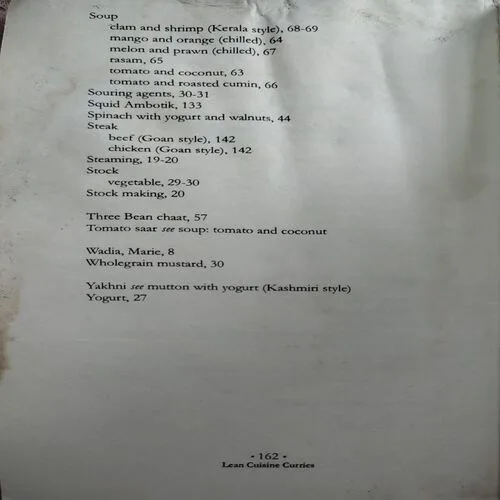 Soup
clam and shrimp (Kerala style), 68-69
mango and orange (chilled), 64
melon and prawn (chilled), 67
rasam, 65
tomato and coconut, 63
tomato and roasted cumin, 66
Souring agents, 30-31
Squid Ambotik, 133
Spinach with yogurt and walnuts, 44
Steak
beef (Goan style), 142
chicken (Goan style), 142
Steaming, 19-20
Stock
vegetable, 29-30
Stock making, 20
Three Bean chaat, 57
Tomato saar see soup: tomato and coconut
Wadia, Marie, 8
Wholegrain mustard, 30
Yakhni see mutton with yogurt (Kashmiri style)
Yogurt, 27
• 162 •
Lean Cuisine Curries